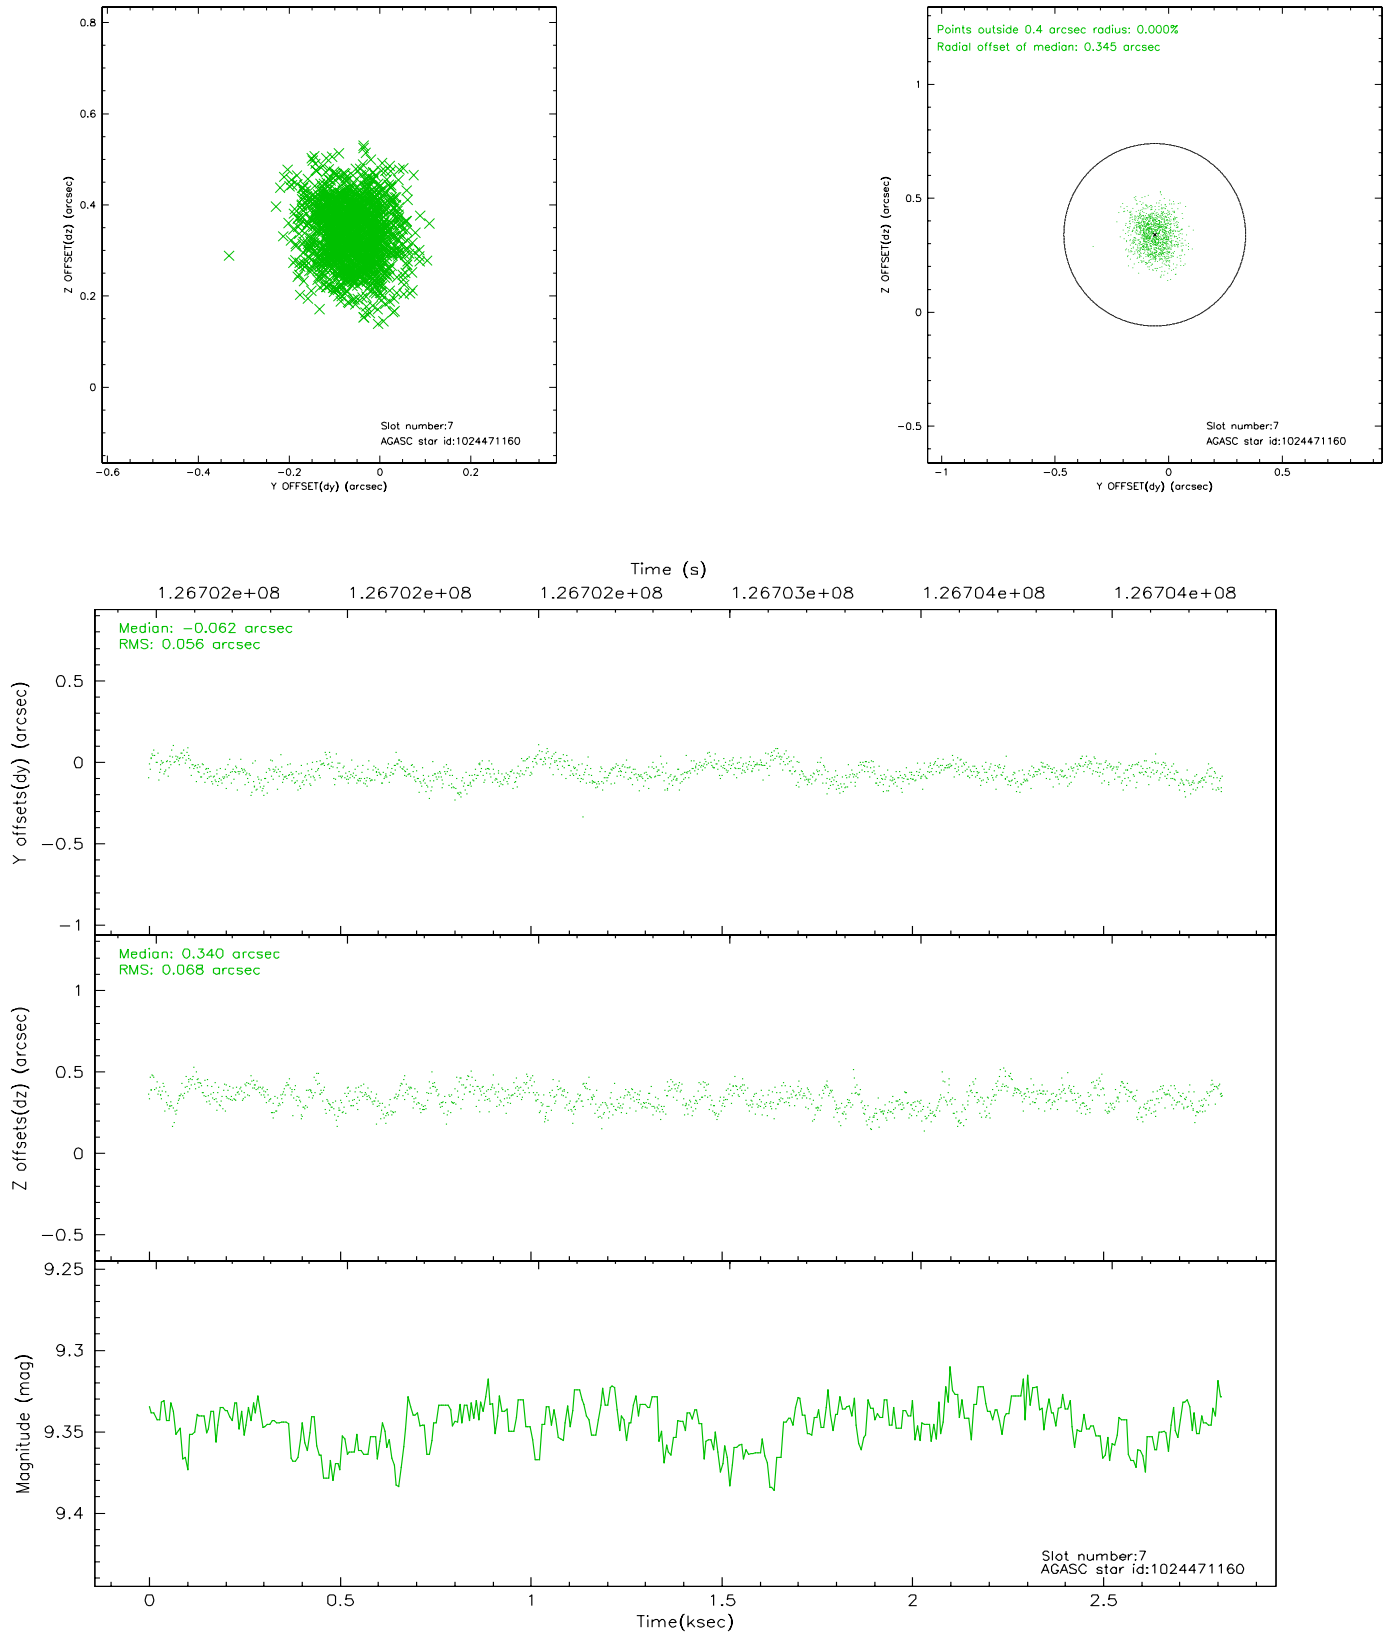 0.8
0.6
0.4
0.2
0
Z OFFSET(dz) (arcsec)
Slot number:7
AGASC star id:1024471160
−0.6
−0.4
−0.2
0
0.2
Y OFFSET(dy) (arcsec)
Points outside 0.4 arcsec radius: 0.000%
Radial offset of median: 0.345 arcsec
1
0.5
0
−0.5
Z OFFSET(dz) (arcsec)
Slot number:7
AGASC star id:1024471160
−1
−0.5
0
0.5
Y OFFSET(dy) (arcsec)
Time (s)
1.26702e+08 1.26702e+08 1.26702e+08 1.26703e+08 1.26704e+08 1.26704e+08
Median: −0.062 arcsec
RMS: 0.056 arcsec
0.5
0
−0.5
−1
Y offsets(dy) (arcsec)
Median: 0.340 arcsec
RMS: 0.068 arcsec
1
0.5
0
−0.5
Z offsets(dz) (arcsec)
9.25
9.3
9.35
9.4
Magnitude (mag)
Slot number:7
AGASC star id:1024471160
0 0.5 1 1.5 2 2.5
Time(ksec)